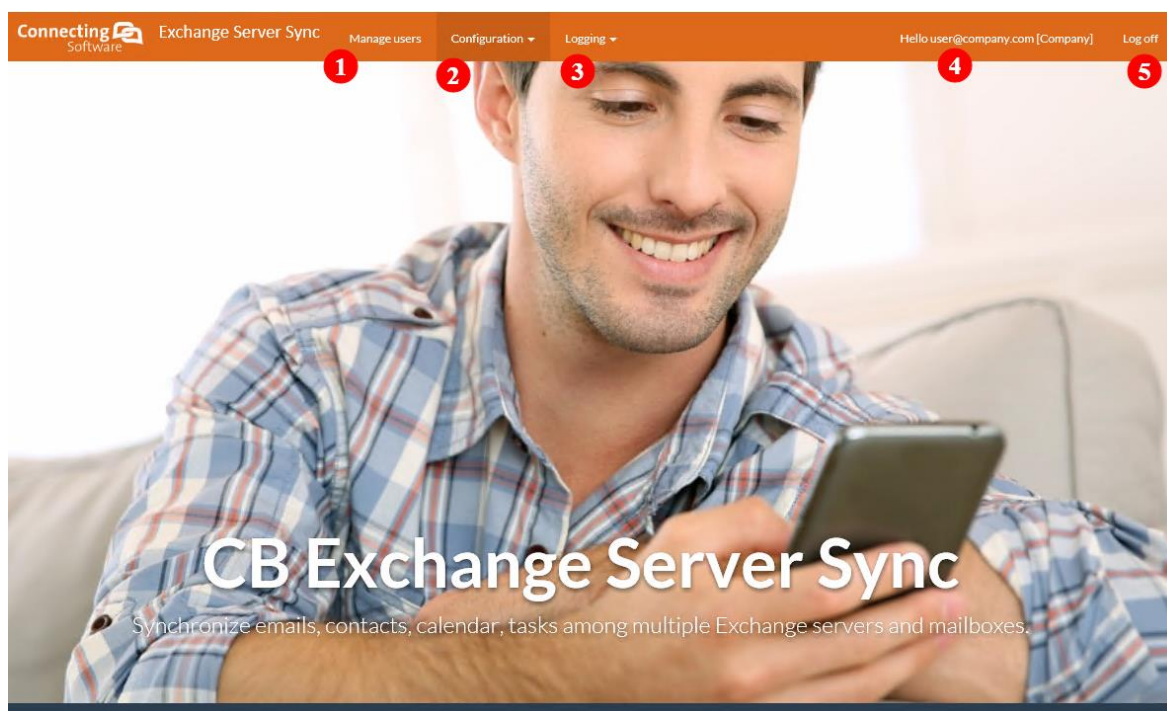 Connecting Software Exchange Server Sync Manage users Configuration Logging Hello user@company.com [Company] Log off
1 2 3 4 5
CB Exchange Server Sync
Synchronize emails, contacts, calendar, tasks among multiple Exchange servers and mailboxes.